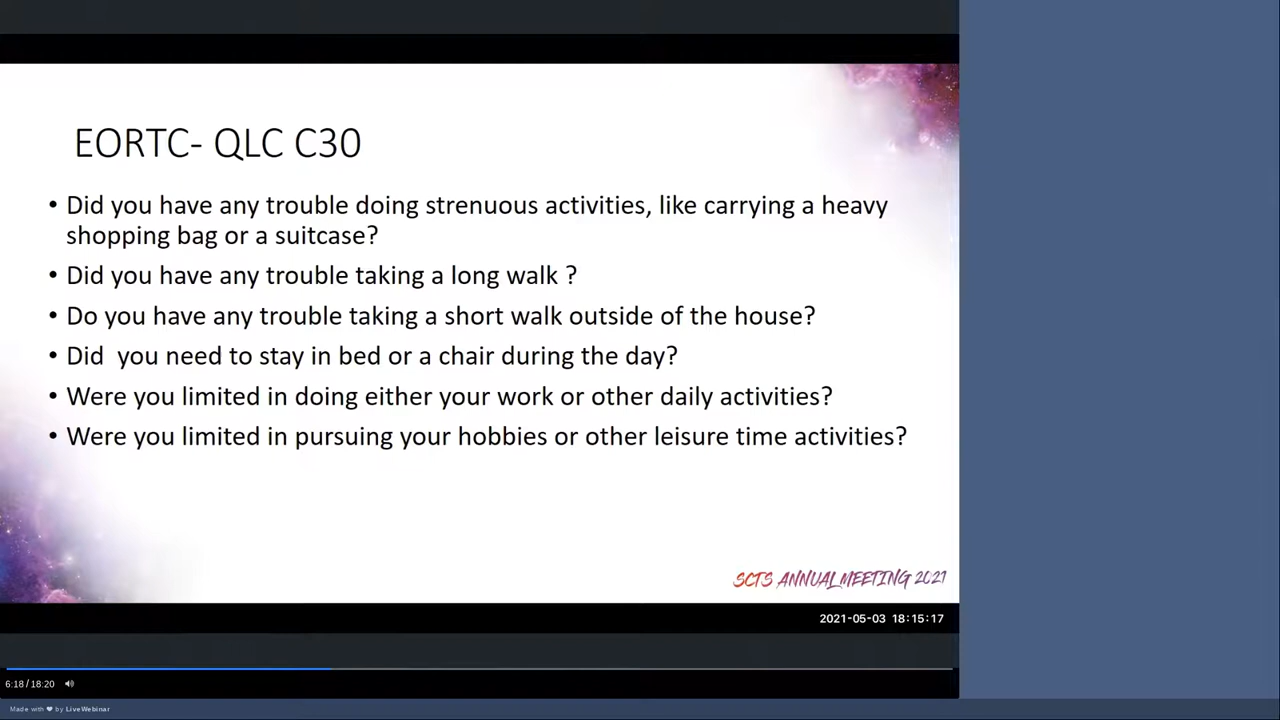 EORTC- QLC C30
• Did you have any trouble doing strenuous activities, like carrying a heavy
shopping bag or a suitcase?
• Did you have any trouble taking a long walk ?
• Do you have any trouble taking a short walk outside of the house?
• Did  you need to stay in bed or a chair during the day?
• Were you limited in doing either your work or other daily activities?
• Were you limited in pursuing your hobbies or other leisure time activities?
SCTS ANNUAL MEETING 2021
2021-05-03 18:15:17
6:18 / 18:20
Made with ❤ by LiveWebinar